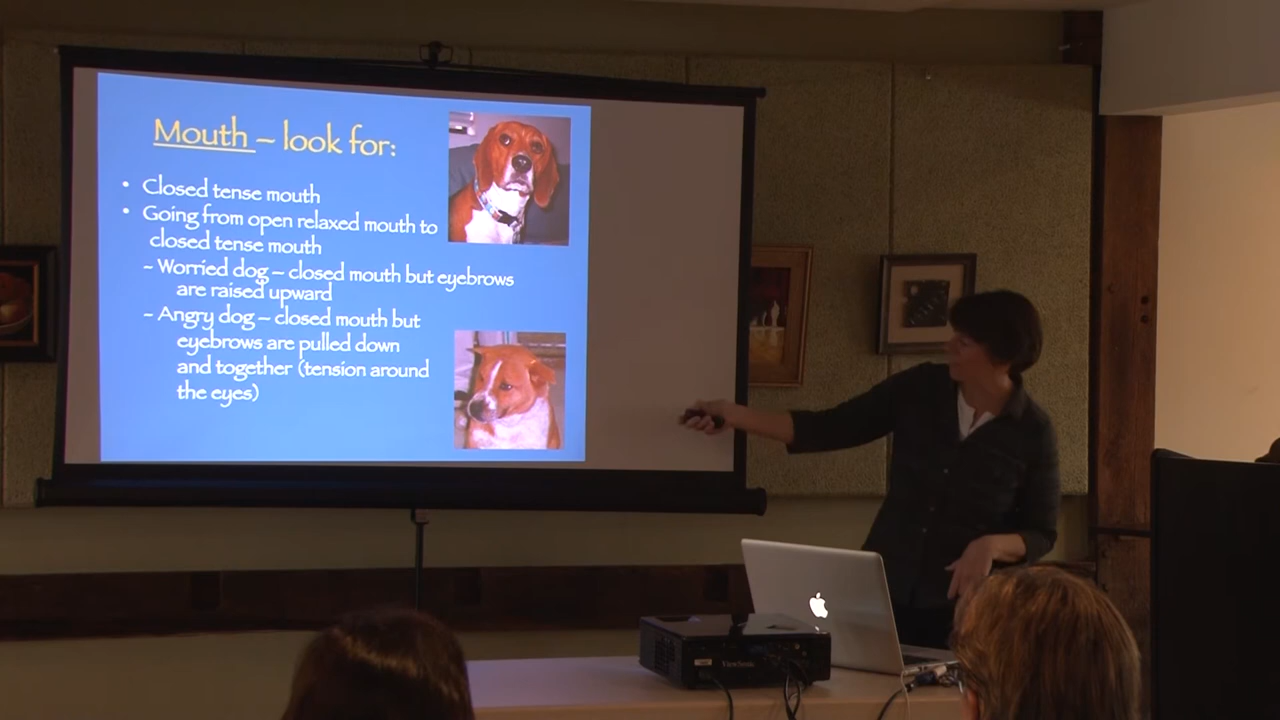 Mouth – look for:
• Closed tense mouth
• Going from open relaxed mouth to
closed tense mouth
- Worried dog – closed mouth but eyebrows
are raised upward
- Angry dog – closed mouth but
eyebrows are pulled down
and together (tension around
the eyes)
ViewSonic